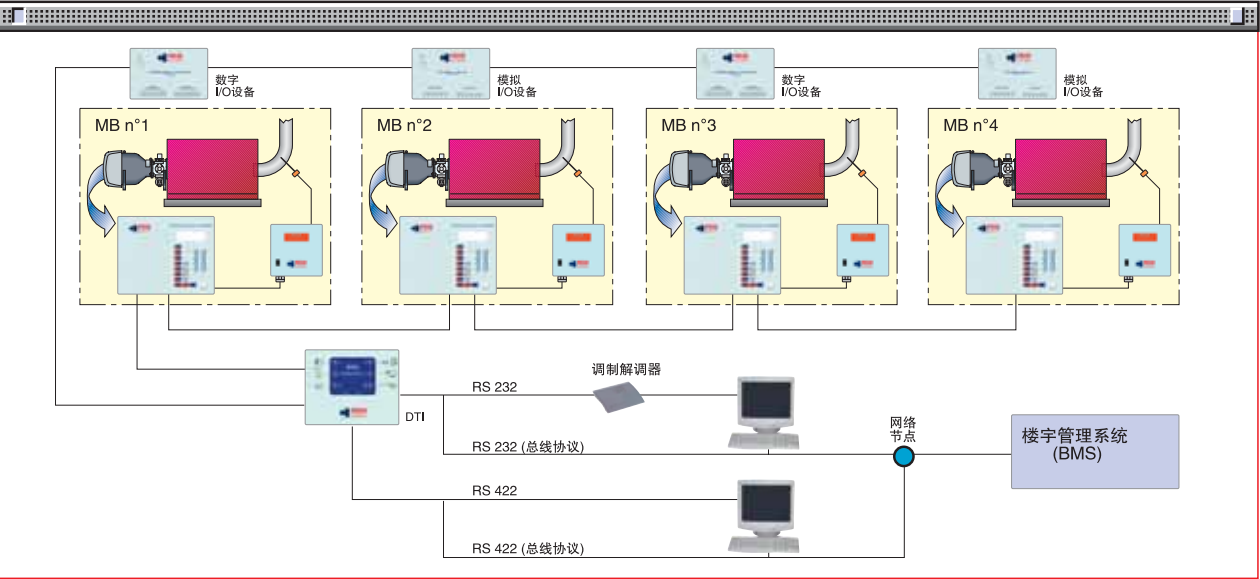 数字
I/O设备
模拟
I/O设备
数字
I/O设备
模拟
I/O设备
MB n°1
MB n°2
MB n°3
MB n°4
调制解调器
RS 232
DTI
网络
节点
RS 232 (总线协议)
楼宇管理系统
(BMS)
RS 422
RS 422 (总线协议)